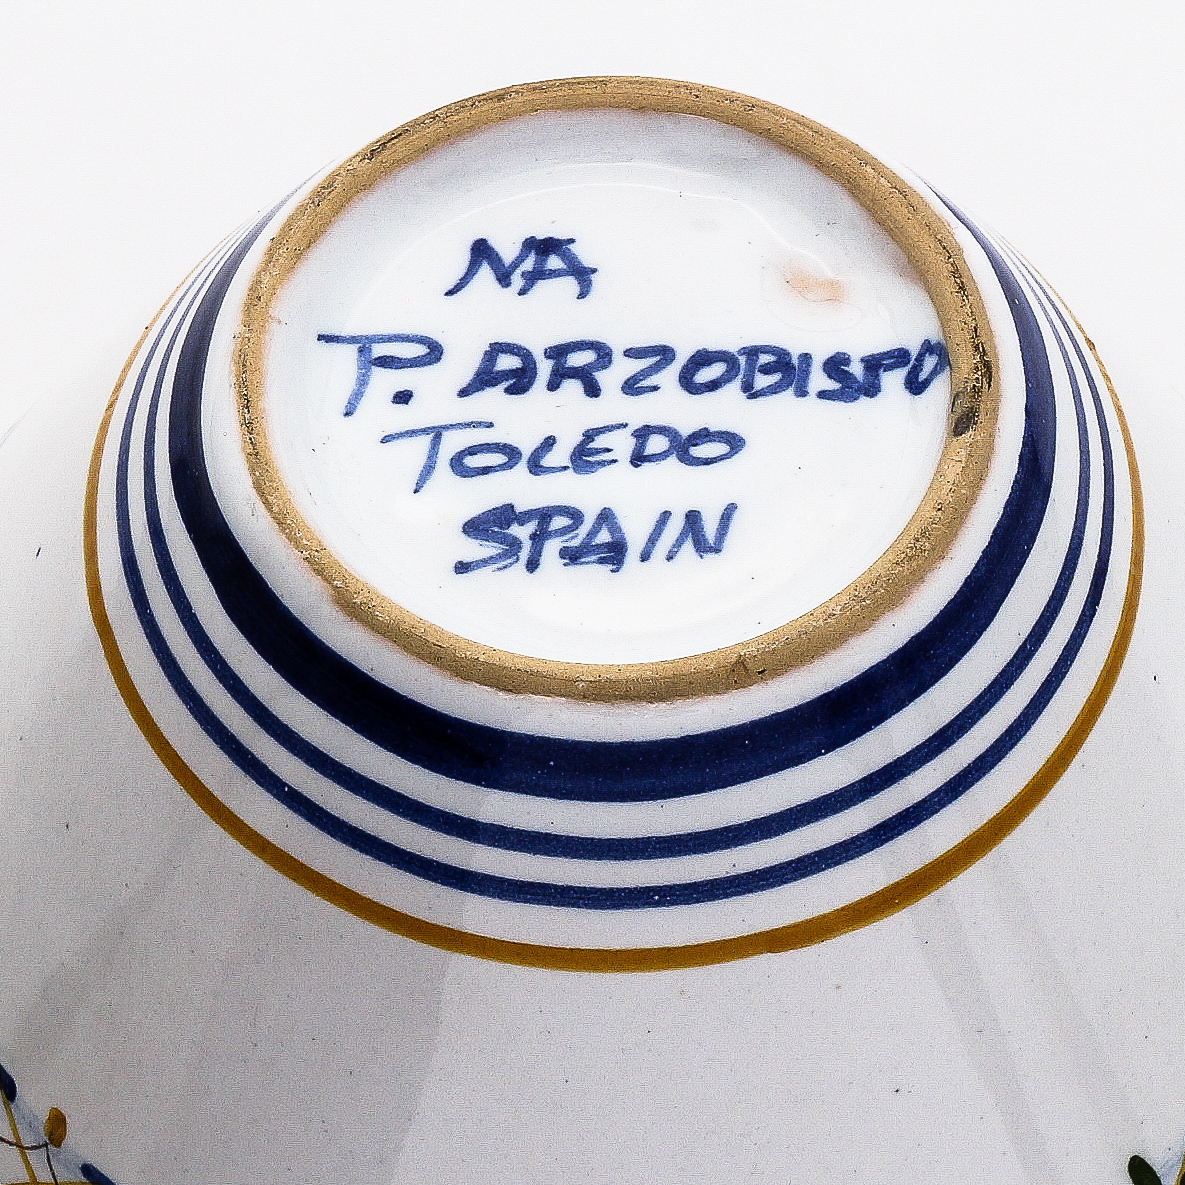 NA
P. ARZOBISPO
TOLEDO
SPAIN